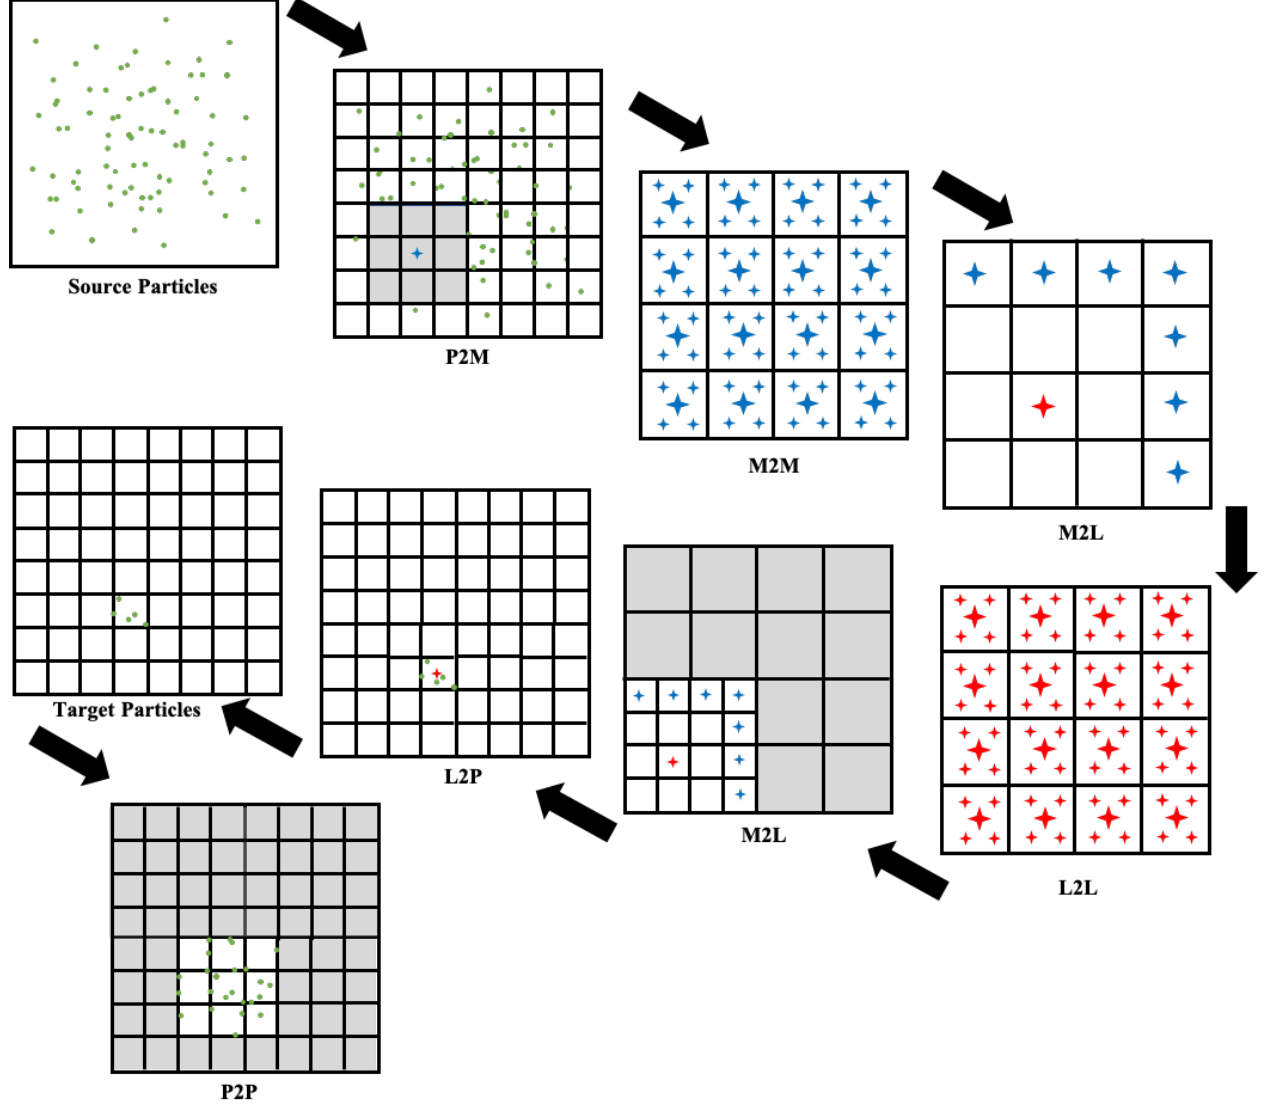 Source Particles
P2M
M2M
M2L
L2L
M2L
L2P
Target Particles
P2P